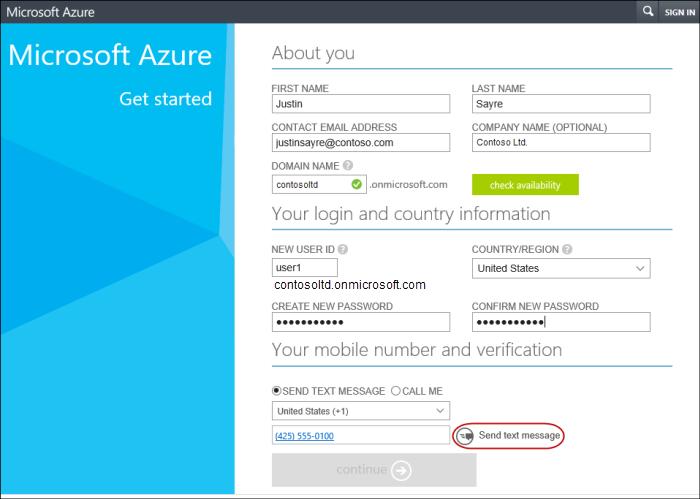 Microsoft Azure
SIGN IN
Microsoft Azure
Get started
About you
FIRST NAME
LAST NAME
Justin
Sayre
CONTACT EMAIL ADDRESS
COMPANY NAME (OPTIONAL)
justinsayre@contoso.com
Contoso Ltd.
DOMAIN NAME ?
contosoltd
.onmicrosoft.com
check availability
Your login and country information
NEW USER ID ?
COUNTRY/REGION ?
user1
United States
contosoltd.onmicrosoft.com
CREATE NEW PASSWORD
CONFIRM NEW PASSWORD
●●●●●●●●●●●
●●●●●●●●●●●
Your mobile number and verification
SEND TEXT MESSAGE
CALL ME
United States (+1)
(425) 555-0100
Send text message
continue